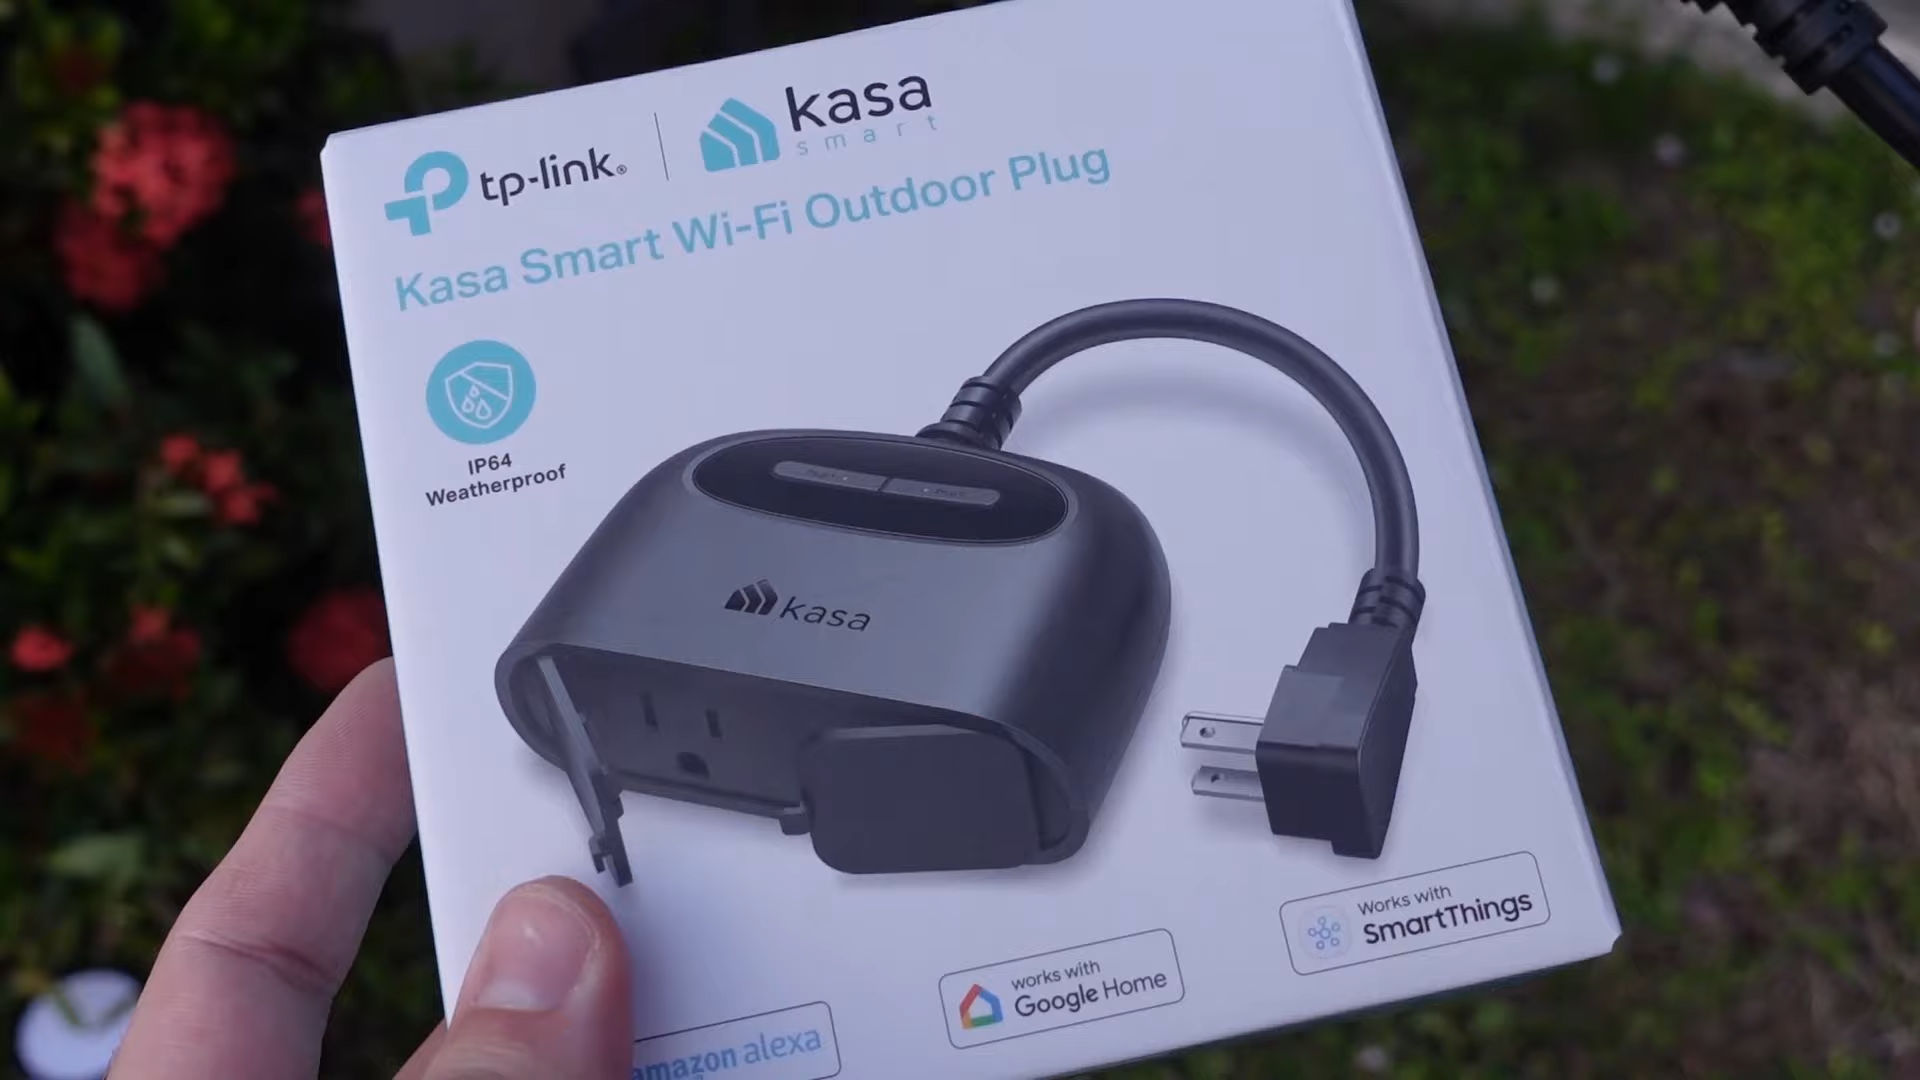 tp-link®
kasa
smart
Kasa Smart Wi-Fi Outdoor Plug
IP64
Weatherproof
kasa
amazon alexa
works with
Google Home
Works with
SmartThings